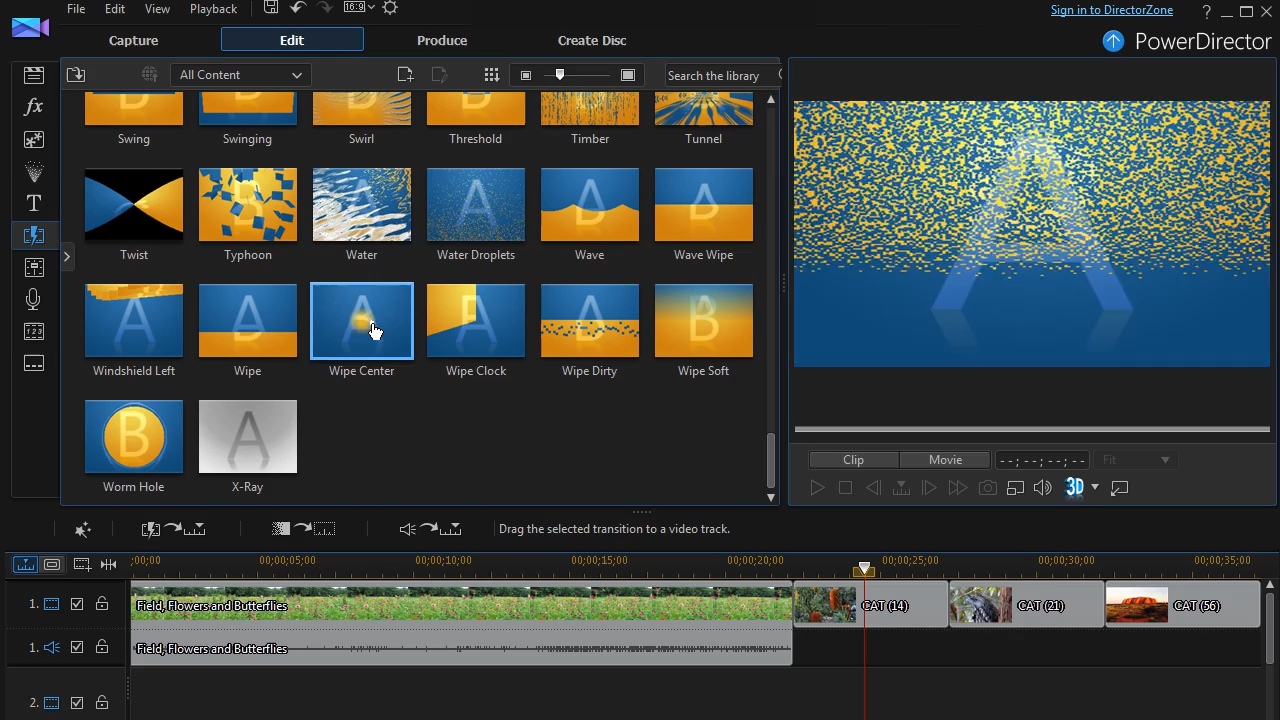 File Edit View Playback 16:9 Sign in to DirectorZone ?
Capture Edit Produce Create Disc PowerDirector
All Content Search the library
Swing Swinging Swirl Threshold Timber Tunnel
Twist Typhoon Water Water Droplets Wave Wave Wipe
Windshield Left Wipe Wipe Center Wipe Clock Wipe Dirty Wipe Soft
Worm Hole X-Ray
Clip Movie --;--;--;-- Fit
3D
Drag the selected transition to a video track.
;00;00 00;00;05;00 00;00;10;00 00;00;15;00 00;00;20;00 00;00;25;00 00;00;30;00 00;00;35;00
1. Field, Flowers and Butterflies CAT (14) CAT (21) CAT (56)
1. Field, Flowers and Butterflies
2.